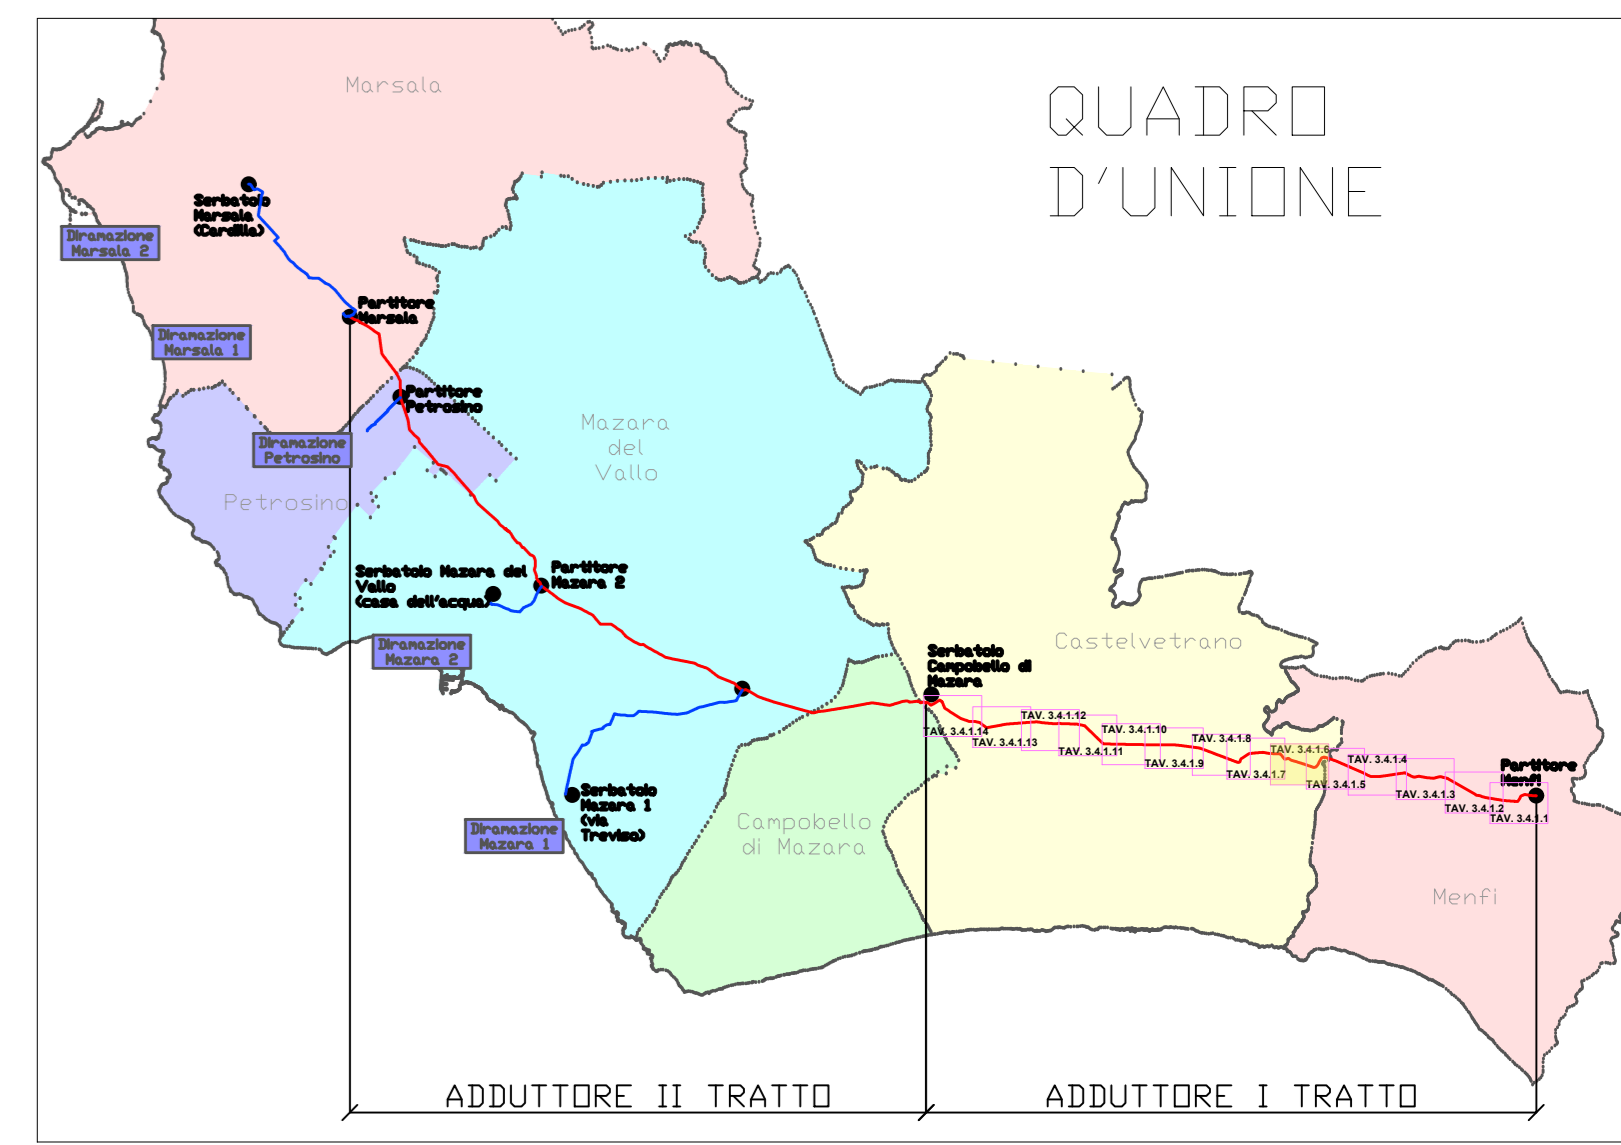 QUADRO
D'UNIONE
Marsala
Serbatoio
Marsala
(Cardilla)
Diramazione
Marsala 2
Partitore
Marsala
Diramazione
Marsala 1
Partitore
Petrosino
Diramazione
Petrosino
Petrosino
Mazara
del
Vallo
Serbatoio Mazara del
Vallo
(casa dell'acqua)
Partitore
Mazara 2
Diramazione
Mazara 2
Serbatoio
Campobello di
Mazara
Castelvetrano
TAV. 3.4.1.14
TAV. 3.4.1.13
TAV. 3.4.1.12
TAV. 3.4.1.11
TAV. 3.4.1.10
TAV. 3.4.1.9
TAV. 3.4.1.8
TAV. 3.4.1.7
TAV. 3.4.1.6
TAV. 3.4.1.5
TAV. 3.4.1.4
TAV. 3.4.1.3
TAV. 3.4.1.2
TAV. 3.4.1.1
Partitore
Menfi
Serbatoio
Mazara 1
(via
Treviso)
Diramazione
Mazara 1
Campobello
di Mazara
Menfi
ADDUTTORE II TRATTO
ADDUTTORE I TRATTO